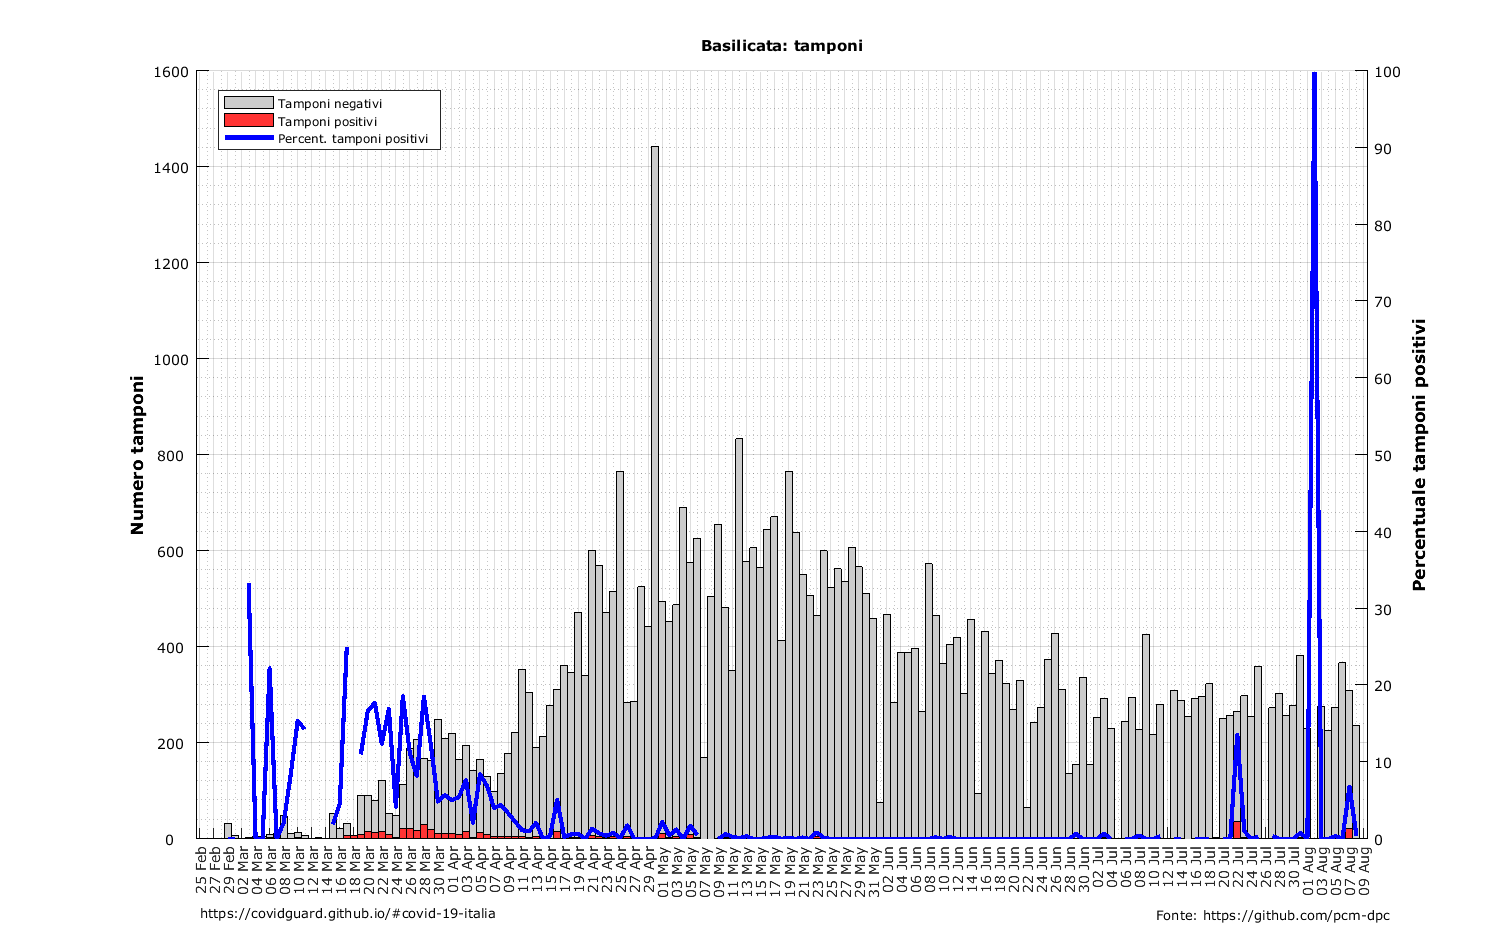 Basilicata: tamponi
Tamponi negativi
Tamponi positivi
Percent. tamponi positivi
Numero tamponi
1600
1400
1200
1000
800
600
400
200
0
Percentuale tamponi positivi
100
90
80
70
60
50
40
30
20
10
0
25 Feb
27 Feb
29 Feb
02 Mar
04 Mar
06 Mar
08 Mar
10 Mar
12 Mar
14 Mar
16 Mar
18 Mar
20 Mar
22 Mar
24 Mar
26 Mar
28 Mar
30 Mar
01 Apr
03 Apr
05 Apr
07 Apr
09 Apr
11 Apr
13 Apr
15 Apr
17 Apr
19 Apr
21 Apr
23 Apr
25 Apr
27 Apr
29 Apr
01 May
03 May
05 May
07 May
09 May
11 May
13 May
15 May
17 May
19 May
21 May
23 May
25 May
27 May
29 May
31 May
02 Jun
04 Jun
06 Jun
08 Jun
10 Jun
12 Jun
14 Jun
16 Jun
18 Jun
20 Jun
22 Jun
24 Jun
26 Jun
28 Jun
30 Jun
02 Jul
04 Jul
06 Jul
08 Jul
10 Jul
12 Jul
14 Jul
16 Jul
18 Jul
20 Jul
22 Jul
24 Jul
26 Jul
28 Jul
30 Jul
01 Aug
03 Aug
05 Aug
07 Aug
09 Aug
https://covidguard.github.io/#covid-19-italia
Fonte: https://github.com/pcm-dpc